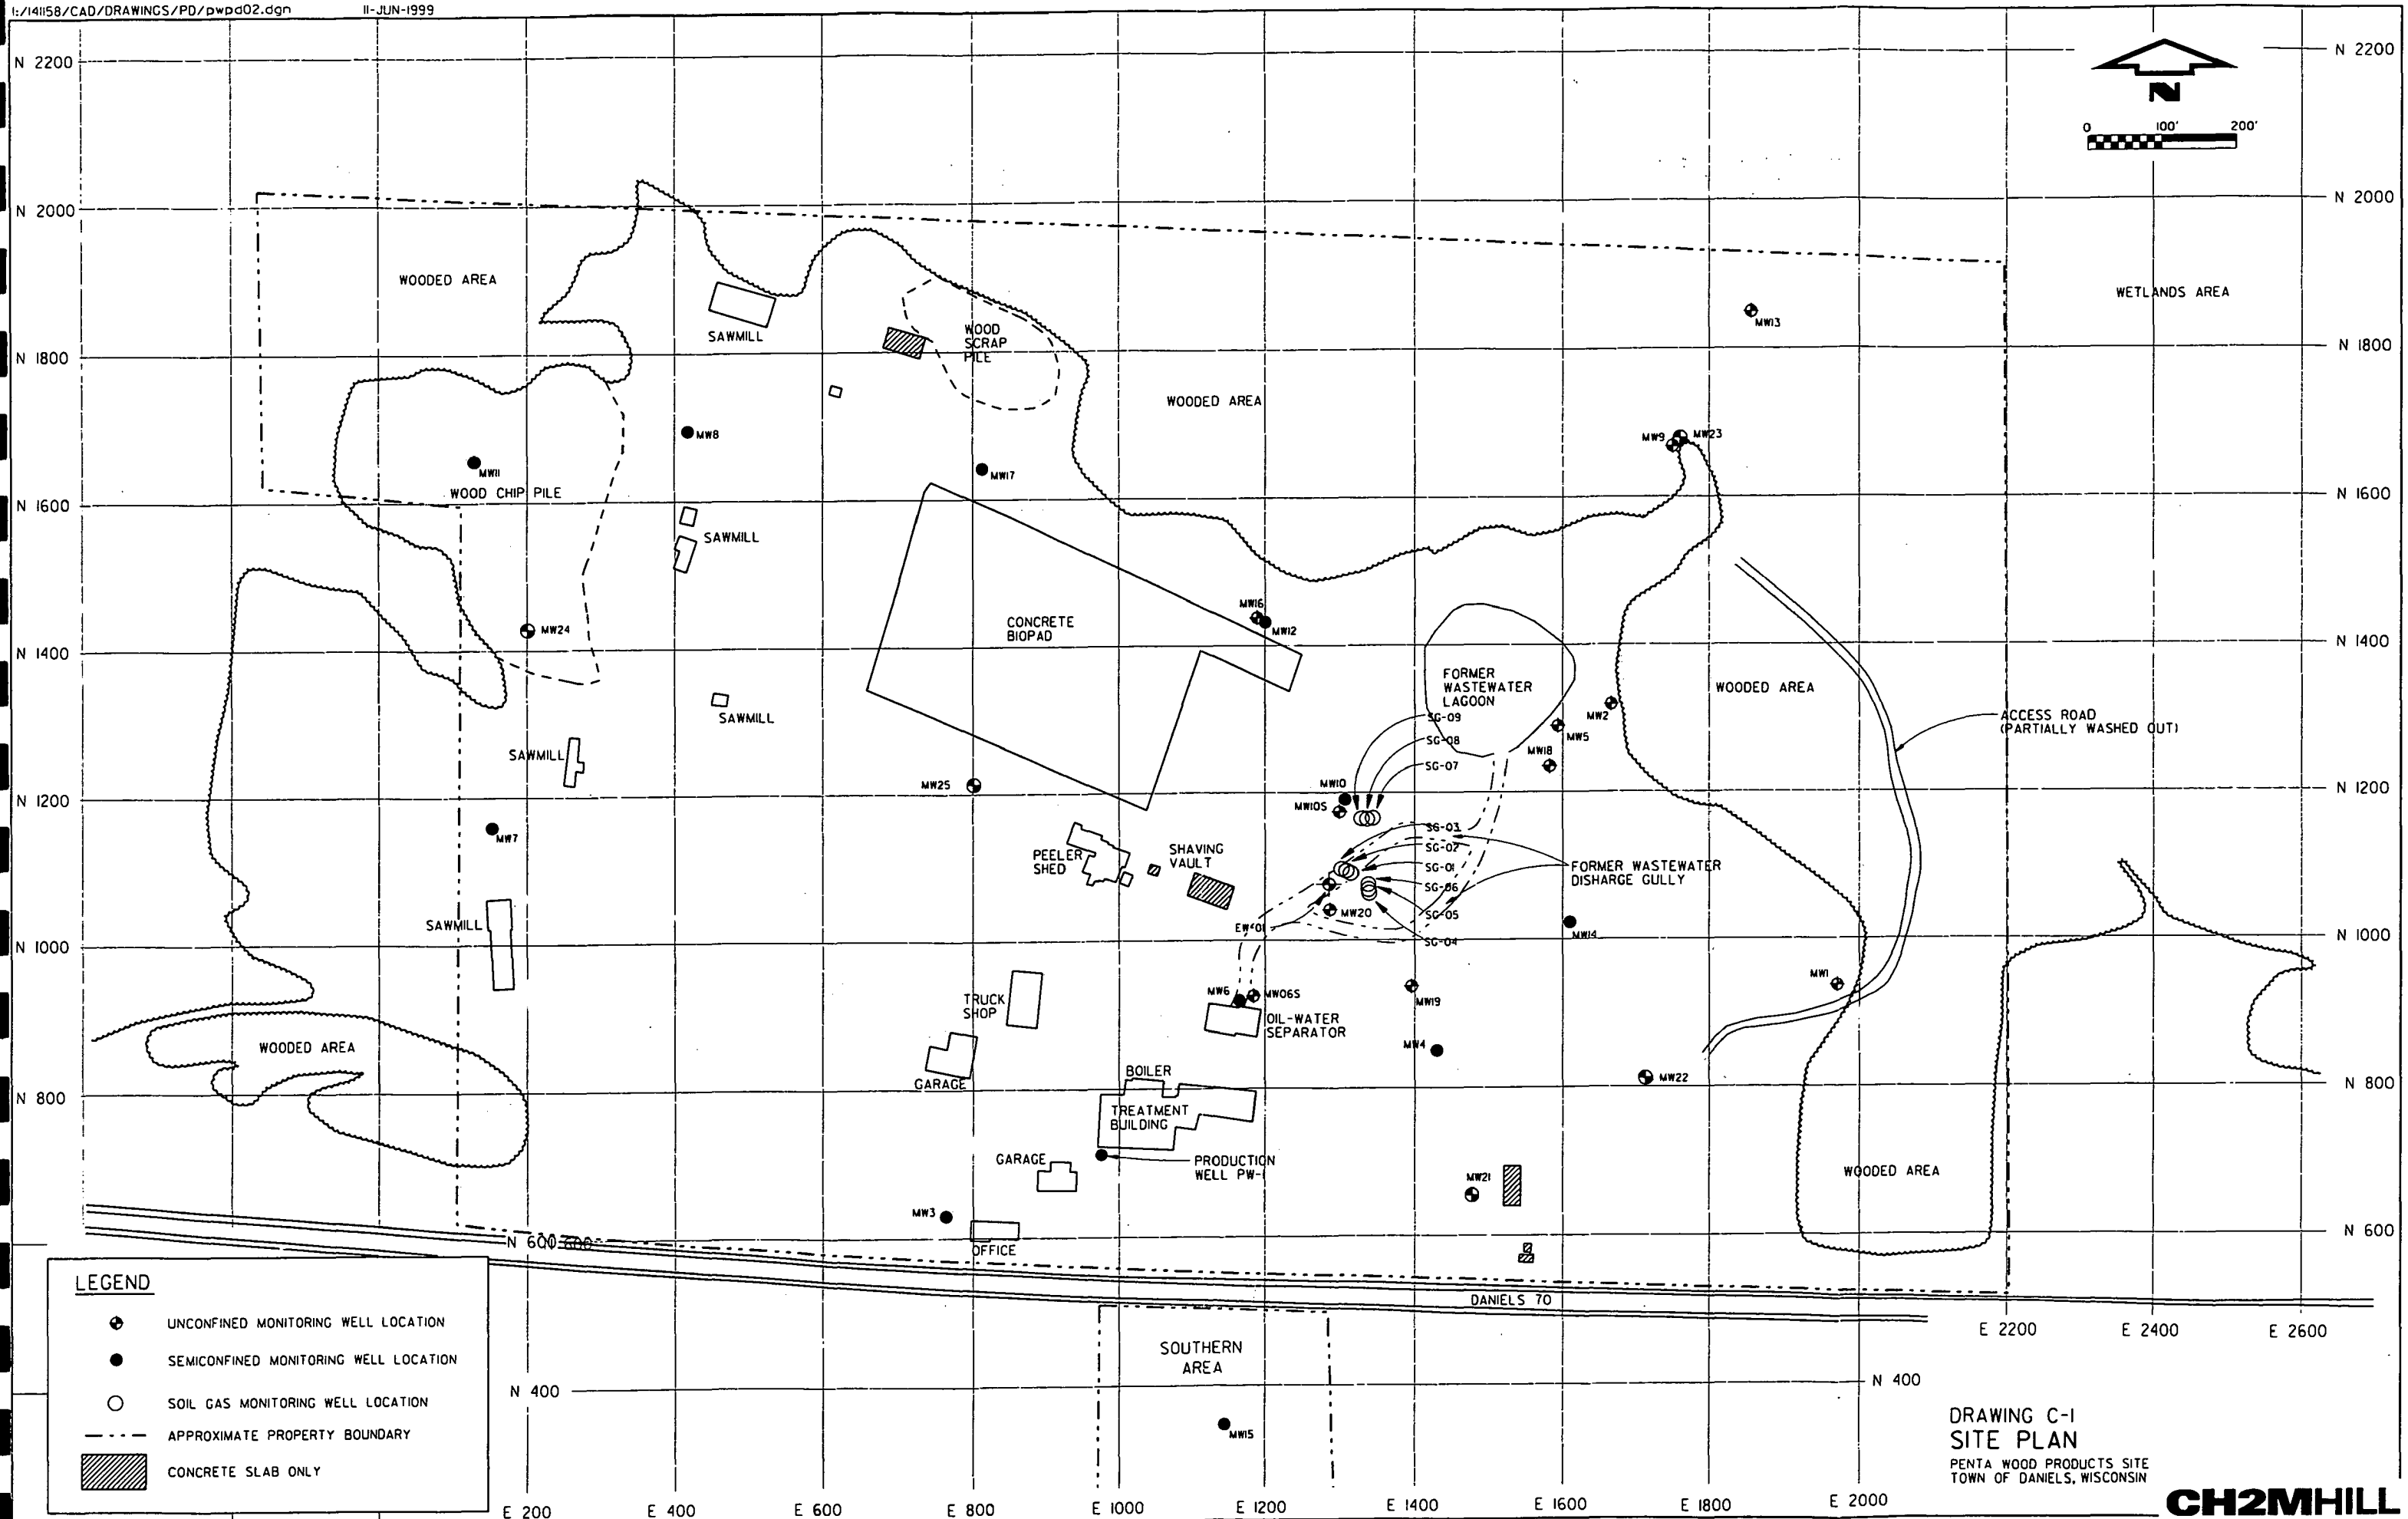 I:/141158/CAD/DRAWINGS/PD/pwpd02.dgn 11-JUN-1999
N 2200
N 2200
N
0 100' 200'
N 2000
N 2000
WOODED AREA
WETLANDS AREA
SAWMILL
WOOD
SCRAP
PILE
MW13
N 1800
N 1800
WOODED AREA
MW8
MW9
MW23
MW11
MW17
WOOD CHIP PILE
N 1600
N 1600
SAWMILL
MW16
MW12
CONCRETE
BIOPAD
MW24
N 1400
N 1400
FORMER
WASTEWATER
LAGOON
WOODED AREA
SAWMILL
SG-09
MW2
ACCESS ROAD
(PARTIALLY WASHED OUT)
SG-08
MW5
SAWMILL
MW18
SG-07
MW25
MW10
MW10S
N 1200
N 1200
MW7
SG-03
SG-02
PEELER
SHED
SHAVING
VAULT
SG-01
FORMER WASTEWATER
DISHARGE GULLY
SG-06
MW20
SG-05
SAWMILL
EW-01
SG-04
MW14
N 1000
N 1000
MW1
TRUCK
SHOP
MW6
MW06S
MW19
OIL-WATER
SEPARATOR
WOODED AREA
MW4
GARAGE
BOILER
MW22
N 800
N 800
TREATMENT
BUILDING
GARAGE
PRODUCTION
WELL PW-1
WOODED AREA
MW21
MW3
N 600
N 600
OFFICE
DANIELS 70
LEGEND
UNCONFINED MONITORING WELL LOCATION
SEMICONFINED MONITORING WELL LOCATION
SOIL GAS MONITORING WELL LOCATION
APPROXIMATE PROPERTY BOUNDARY
CONCRETE SLAB ONLY
E 2200
E 2400
E 2600
SOUTHERN
AREA
N 400
N 400
MW15
DRAWING C-1
SITE PLAN
PENTA WOOD PRODUCTS SITE
TOWN OF DANIELS, WISCONSIN
E 200
E 400
E 600
E 800
E 1000
E 1200
E 1400
E 1600
E 1800
E 2000
CH2MHILL